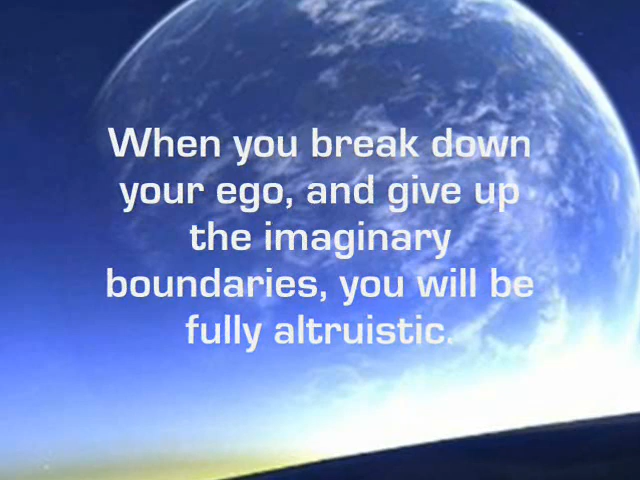 When you break down
your ego, and give up
the imaginary
boundaries, you will be
fully altruistic.